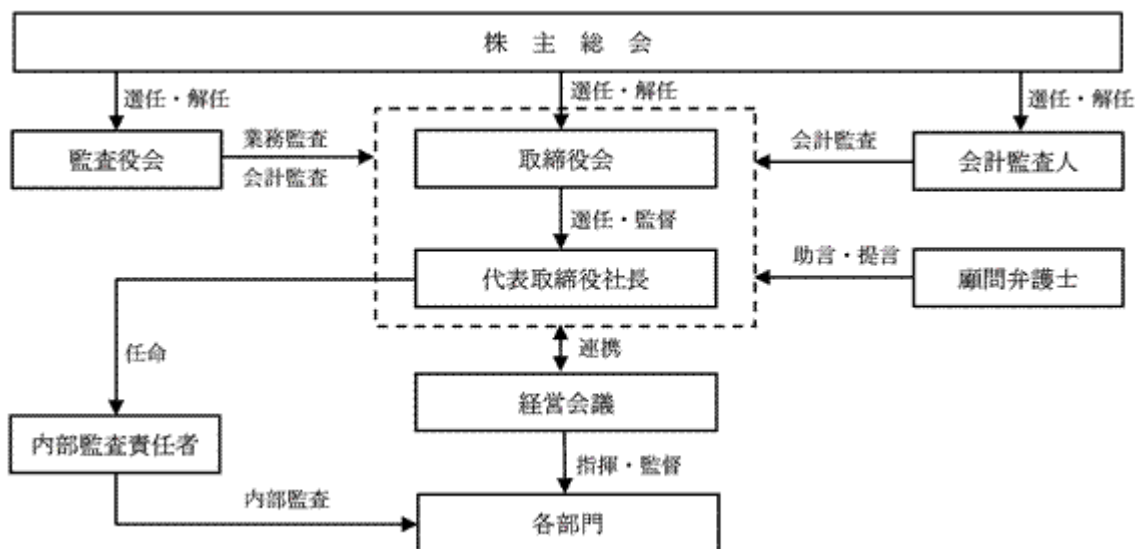 株主総会
選任・解任
選任・解任
選任・解任
監査役会
業務監査
会計監査
取締役会
会計監査
会計監査人
選任・監督
代表取締役社長
助言・提言
顧問弁護士
任命
連携
経営会議
内部監査責任者
指揮・監督
内部監査
各部門